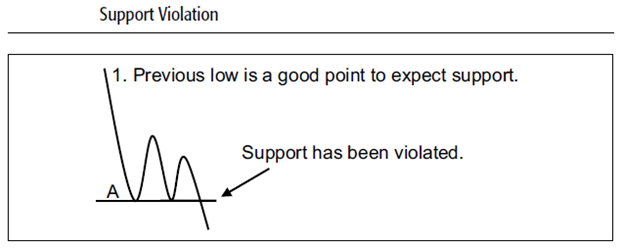 Support Violation
1. Previous low is a good point to expect support.
Support has been violated.
A